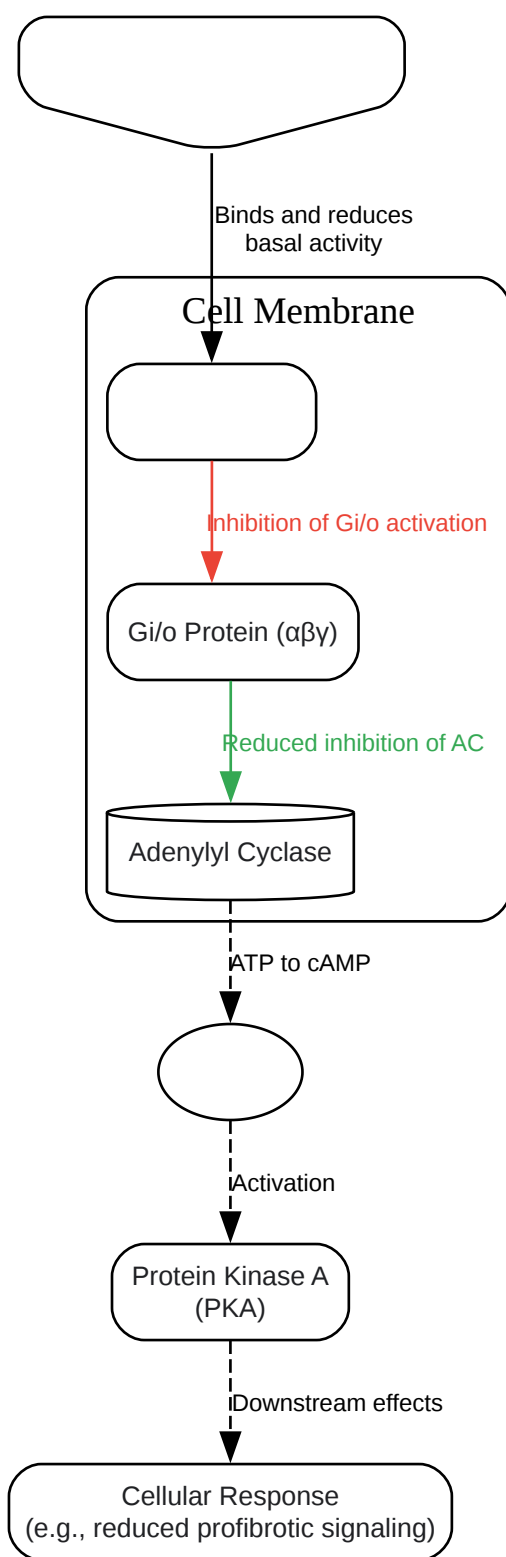 Binds and reduces
basal activity
Cell Membrane
Inhibition of Gi/o activation
Gi/o Protein (αβγ)
Reduced inhibition of AC
Adenylyl Cyclase
ATP to cAMP
Activation
Protein Kinase A
(PKA)
Downstream effects
Cellular Response
(e.g., reduced profibrotic signaling)